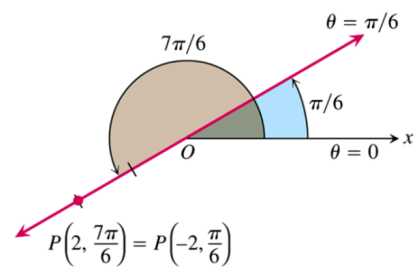 θ = π/6
7π/6
π/6
x
O
θ = 0
P(2, 7π/6) = P(−2, π/6)